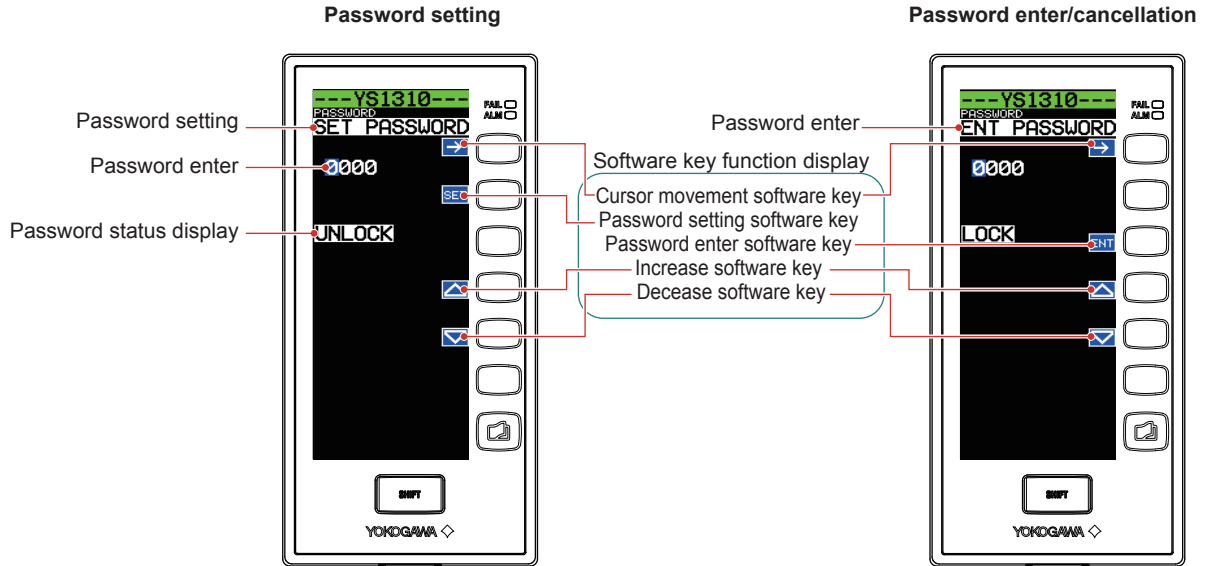 Password setting
Password enter/cancellation
---YS1310---
PASSWORD
SET PASSWORD
0000
SET
UNLOCK
FAIL
ALM
SHIFT
YOKOGAWA
Password setting
Password enter
Password status display
Password enter
Software key function display
Cursor movement software key
Password setting software key
Password enter software key
Increase software key
Decease software key
---YS1310---
PASSWORD
ENT PASSWORD
0000
LOCK
ENT
FAIL
ALM
SHIFT
YOKOGAWA